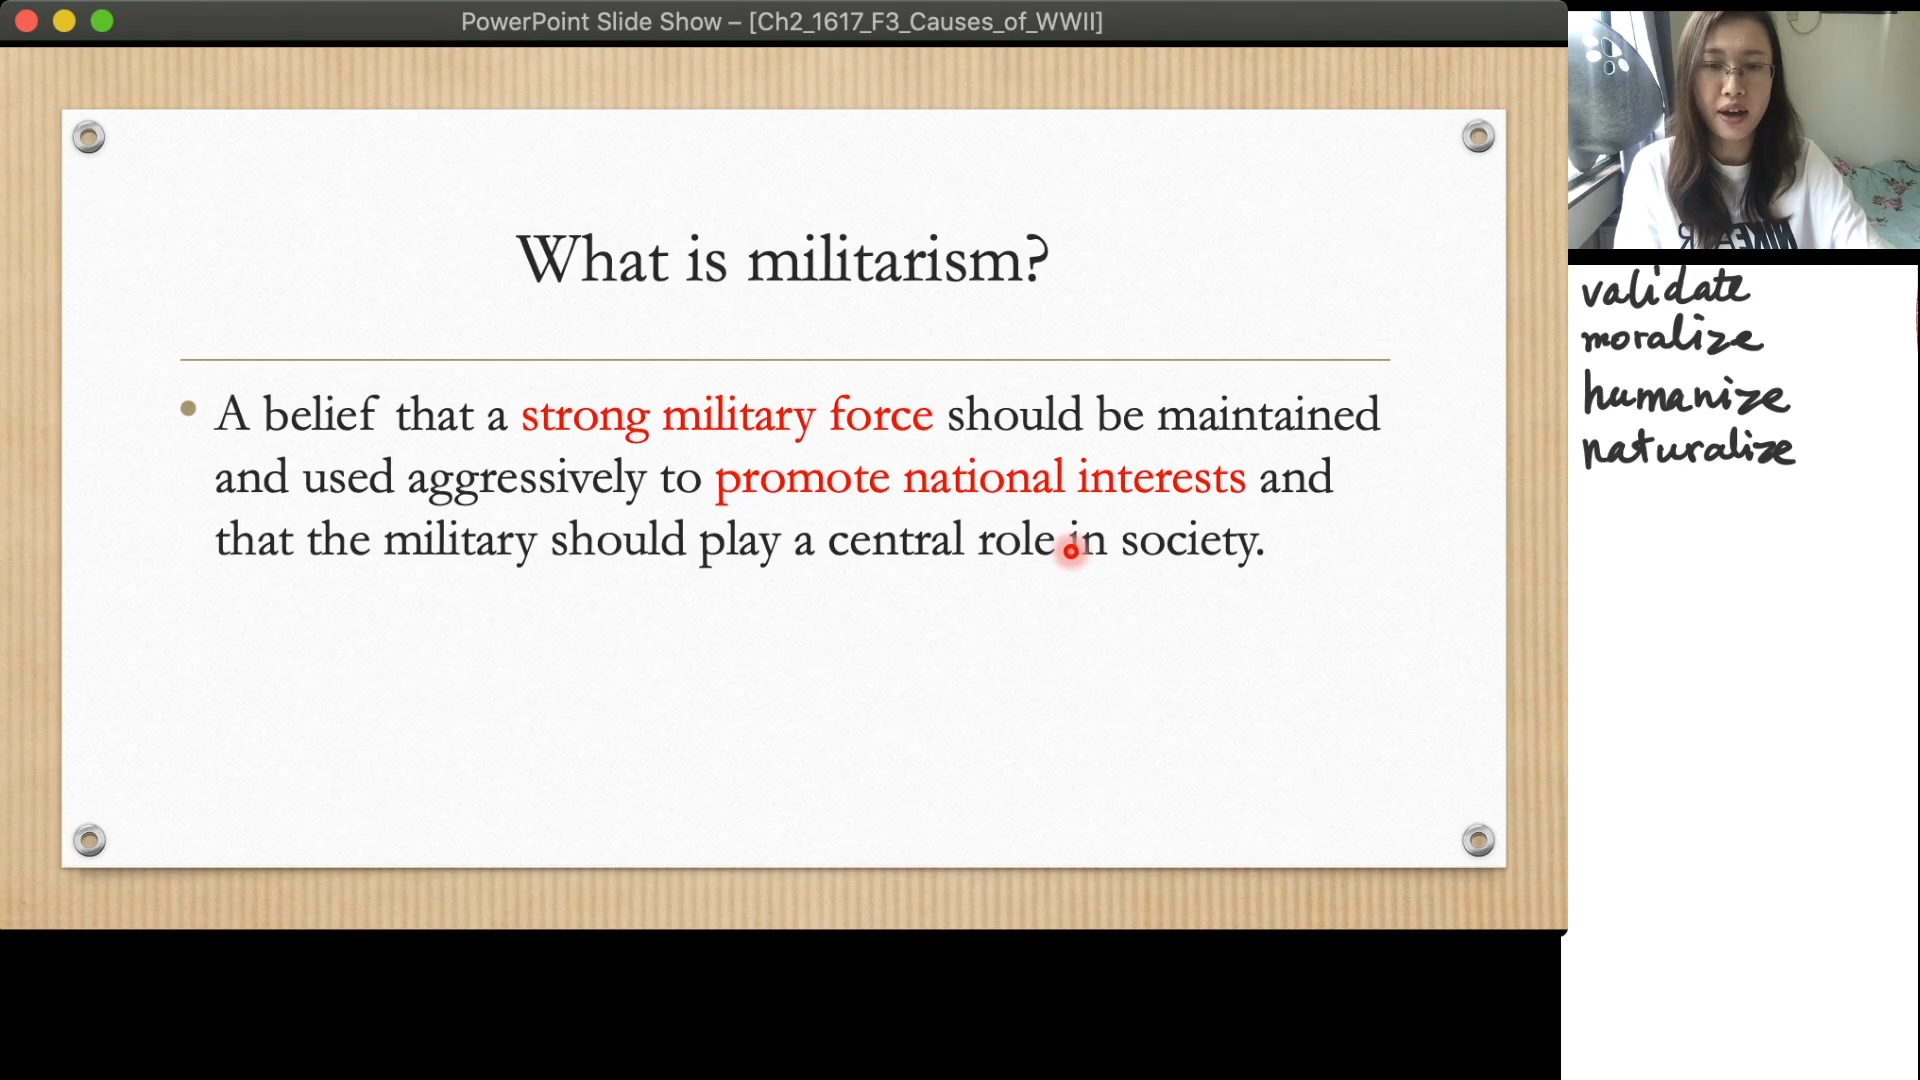 PowerPoint Slide Show – [Ch2_1617_F3_Causes_of_WWII]
What is militarism?
• A belief that a strong military force should be maintained
and used aggressively to promote national interests and
that the military should play a central role in society.
validate
moralize
humanize
naturalize